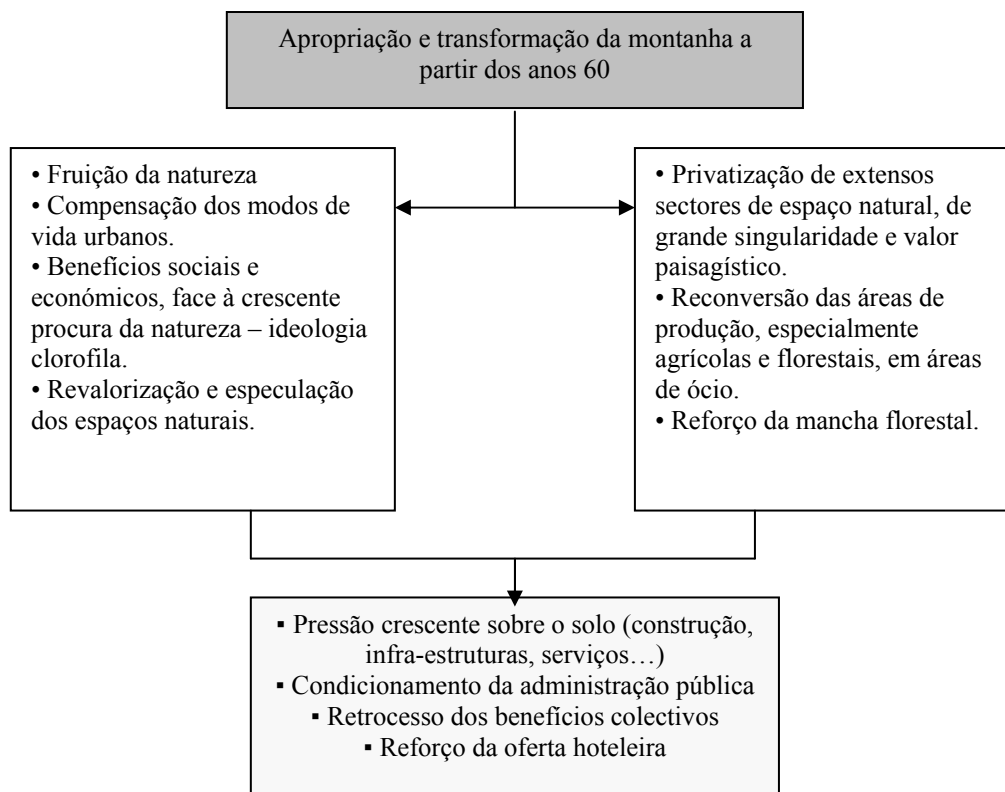 Apropriação e transformação da montanha a
partir dos anos 60
• Fruição da natureza
• Compensação dos modos de
vida urbanos.
• Benefícios sociais e
económicos, face à crescente
procura da natureza – ideologia
clorofila.
• Revalorização e especulação
dos espaços naturais.
• Privatização de extensos
sectores de espaço natural, de
grande singularidade e valor
paisagístico.
• Reconversão das áreas de
produção, especialmente
agrícolas e florestais, em áreas
de ócio.
• Reforço da mancha florestal.
▪ Pressão crescente sobre o solo (construção,
infra-estruturas, serviços…)
▪ Condicionamento da administração pública
▪ Retrocesso dos benefícios colectivos
▪ Reforço da oferta hoteleira